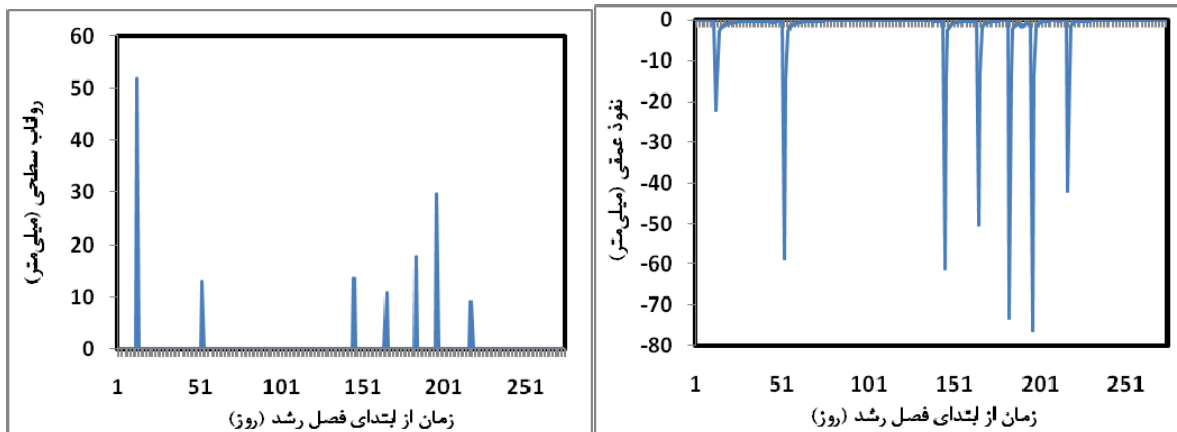 60
50
40
30
20
10
0
رواناب سطحی (میلی‌متر)
1 51 101 151 201 251
زمان از ابتدای فصل رشد (روز)
0
-10
-20
-30
-40
-50
-60
-70
-80
نفوذ عمقی (میلی‌متر)
1 51 101 151 201 251
زمان از ابتدای فصل رشد (روز)